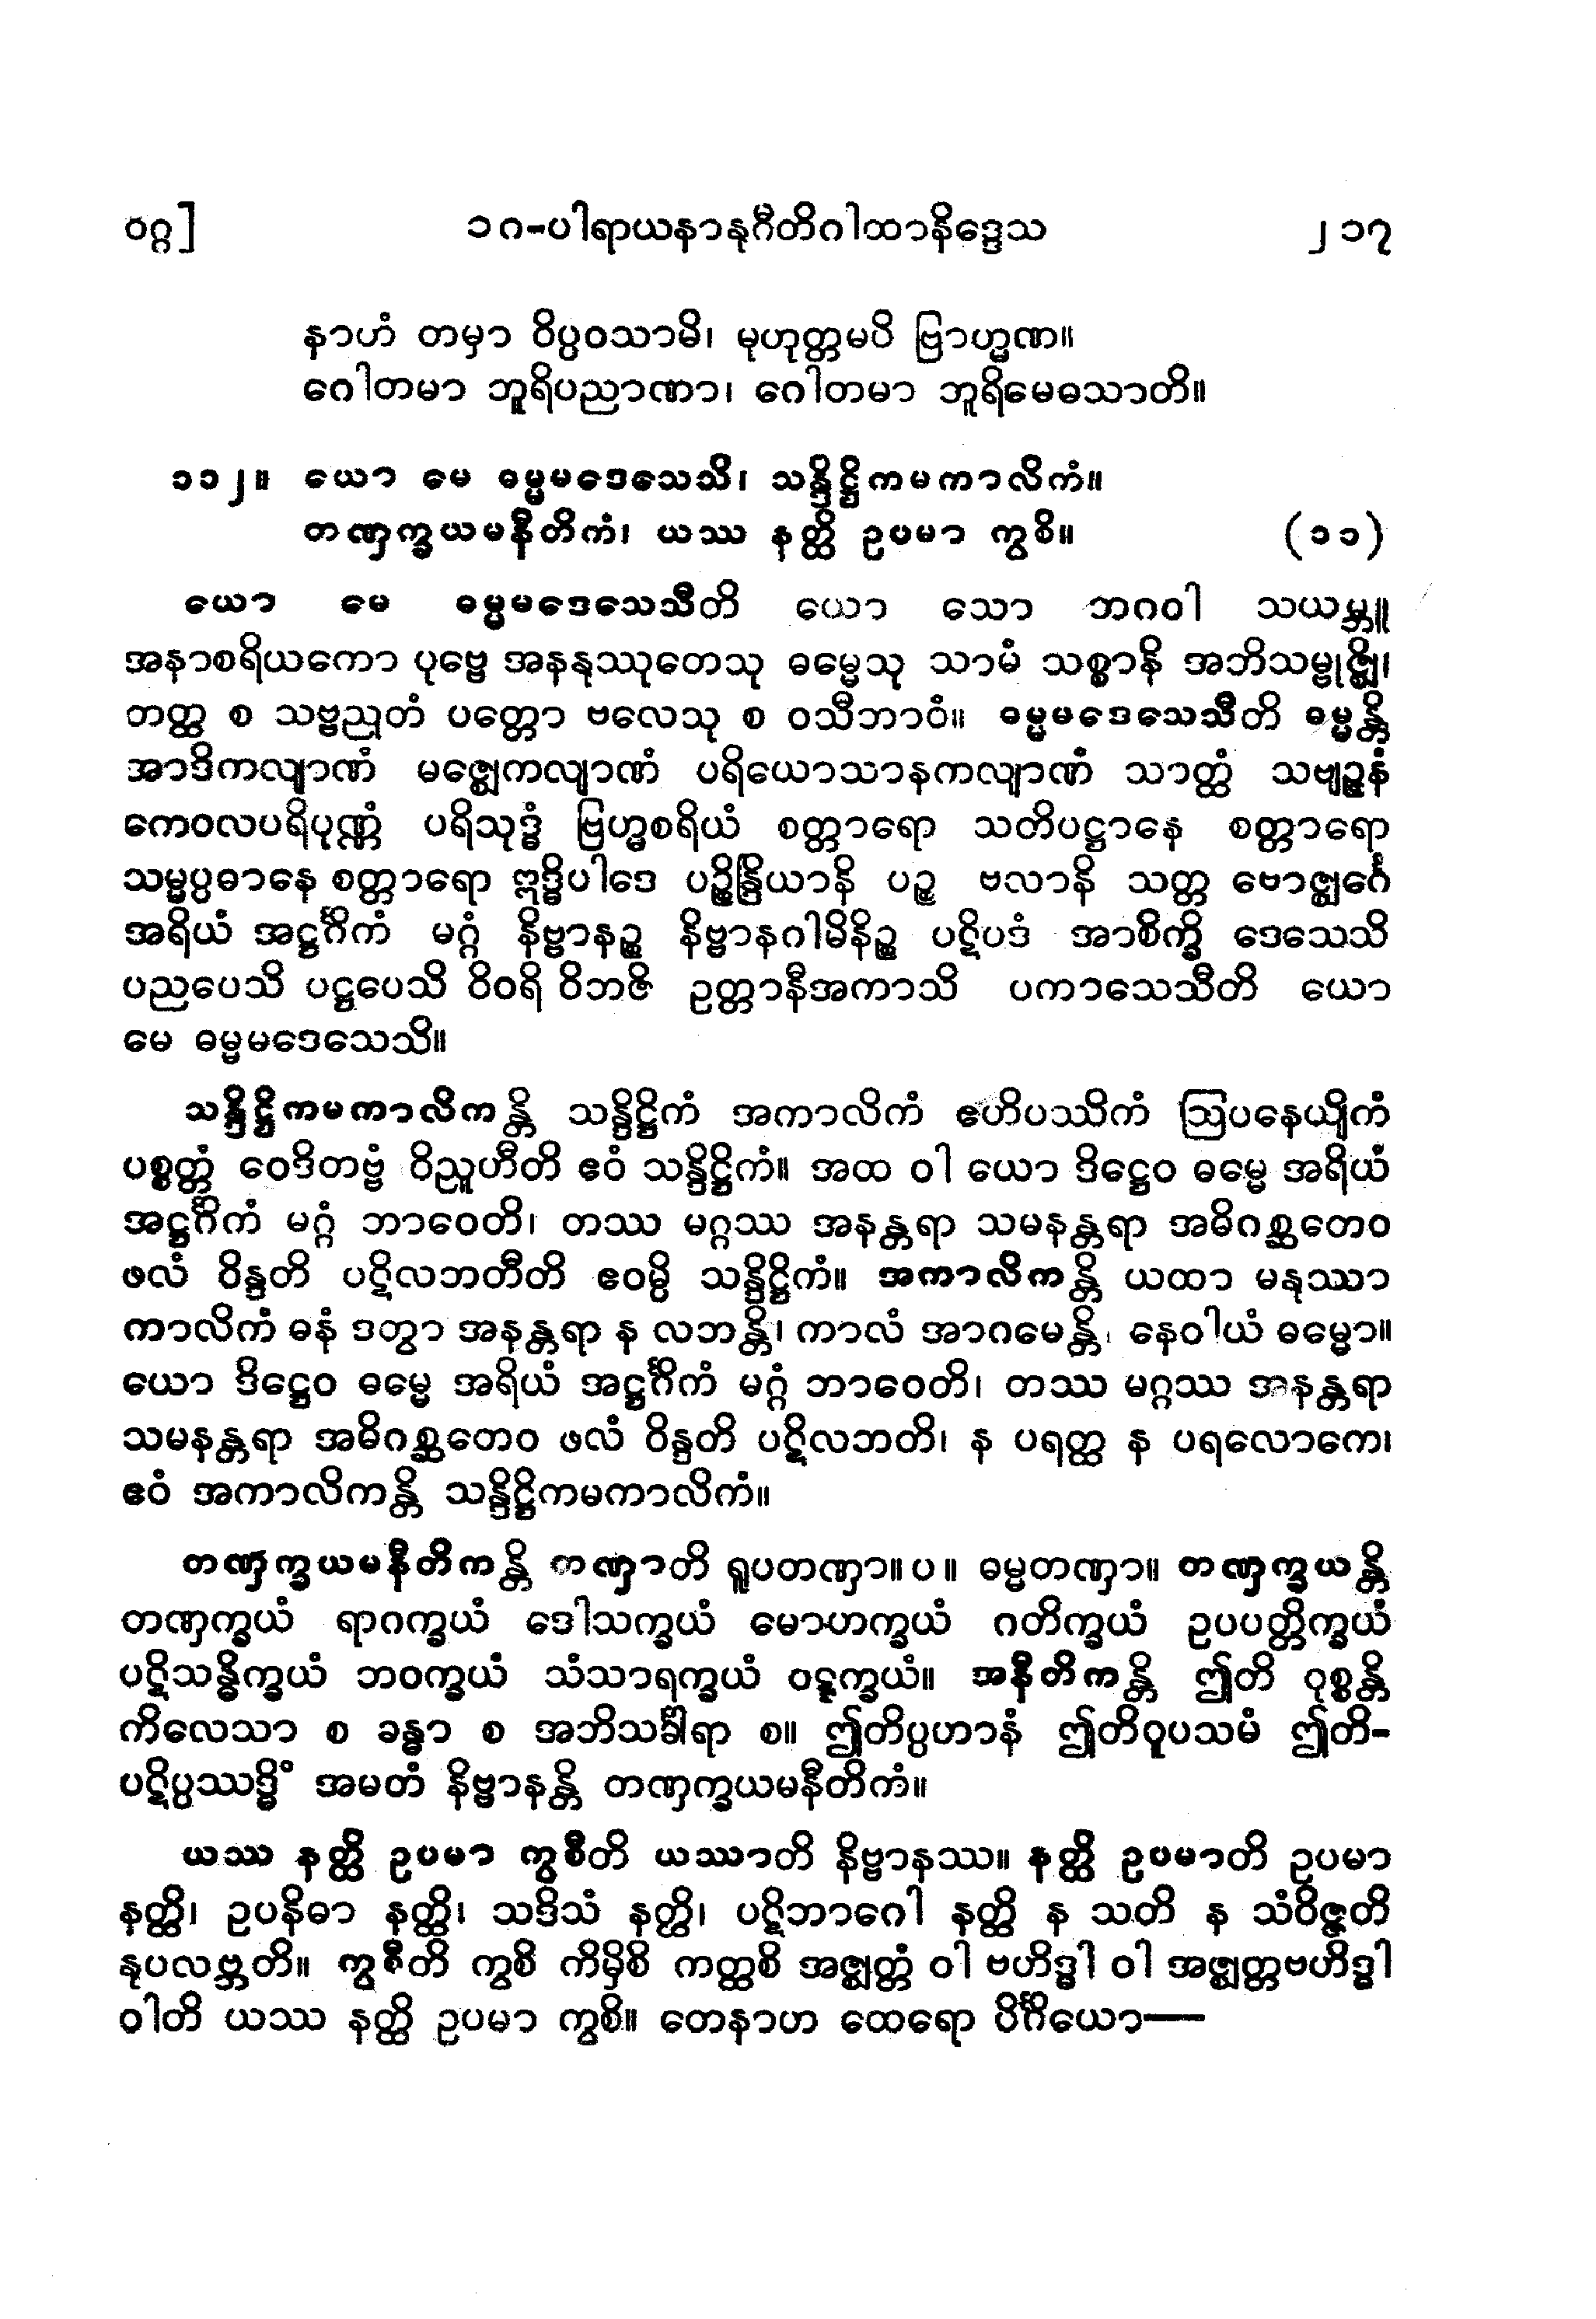 ဝဂ္ဂ] ၁၈-ပါရာယနာနုဂီတိဂါထာနိဒ္ဒေသ ၂၁၇
နာဟံ တမှာ ဝိပ္ပဝသာမိ၊ မုဟုတ္တမပိ ဗြာဟ္မဏ။
ဂေါတမာ ဘူရိပညာဏာ၊ ဂေါတမာ ဘူရိမေဓသာတိ။
၁၁၂။ ယော မေ ဓမ္မမဒေသေသိ၊ သန္ဒိဋ္ဌိကမကာလိကံ။
တဏှက္ခယမနီတိကံ၊ ယဿ နတ္ထိ ဥပမာ ကွစိ။ (၁၁)
ယော မေ ဓမ္မမဒေသေသီတိ ယော သော ဘဂဝါ သယမ္ဘူ
အနာစရိယကော ပုဗ္ဗေ အနနုဿုတေသု ဓမ္မေသု သာမံ သစ္စာနိ အဘိသမ္ဗုဇ္ဈိ၊
တတ္ထ စ သဗ္ဗညုတံ ပတ္တော ဗလေသု စ ဝသီဘာဝံ။ ဓမ္မမဒေသေသီတိ ဓမ္မန္တိ
အာဒိကလျာဏံ မဇ္ဈေကလျာဏံ ပရိယောသာနကလျာဏံ သာတ္ထံ သဗျဉ္ဇနံ
ကေဝလပရိပုဏ္ဏံ ပရိသုဒ္ဓံ ဗြဟ္မစရိယံ စတ္တာရော သတိပဋ္ဌာနေ စတ္တာရော
သမ္မပ္ပဓာနေ စတ္တာရော ဣဒ္ဓိပါဒေ ပဉ္စိန္ဒြိယာနိ ပဉ္စ ဗလာနိ သတ္တ ဗောဇ္ဈင်္ဂေ
အရိယံ အဋ္ဌင်္ဂိကံ မဂ္ဂံ နိဗ္ဗာနဉ္စ နိဗ္ဗာနဂါမိနိဉ္စ ပဋိပဒံ အာစိက္ခိ ဒေသေသိ
ပညပေသိ ပဋ္ဌပေသိ ဝိဝရိ ဝိဘဇိ ဥတ္တာနီအကာသိ ပကာသေသီတိ ယော
မေ ဓမ္မမဒေသေသိ။
သန္ဒိဋ္ဌိကမကာလိကန္တိ သန္ဒိဋ္ဌိကံ အကာလိကံ ဧဟိပဿိကံ ဩပနေယျိကံ
ပစ္စတ္တံ ဝေဒိတဗ္ဗံ ဝိညူဟီတိ ဧဝံ သန္ဒိဋ္ဌိကံ။ အထ ဝါ ယော ဒိဋ္ဌေဝ ဓမ္မေ အရိယံ
အဋ္ဌင်္ဂိကံ မဂ္ဂံ ဘာဝေတိ၊ တဿ မဂ္ဂဿ အနန္တရာ သမနန္တရာ အဓိဂစ္ဆတေဝ
ဖလံ ဝိန္ဒတိ ပဋိလဘတီတိ ဧဝမ္ပိ သန္ဒိဋ္ဌိကံ။ အကာလိကန္တိ ယထာ မနုဿာ
ကာလိကံ ဓနံ ဒတွာ အနန္တရာ န လဘန္တိ၊ ကာလံ အာဂမေန္တိ၊ နေဝါယံ ဓမ္မော။
ယော ဒိဋ္ဌေဝ ဓမ္မေ အရိယံ အဋ္ဌင်္ဂိကံ မဂ္ဂံ ဘာဝေတိ၊ တဿ မဂ္ဂဿ အနန္တရာ
သမနန္တရာ အဓိဂစ္ဆတေဝ ဖလံ ဝိန္ဒတိ ပဋိလဘတိ၊ န ပရတ္ထ န ပရလောကေ၊
ဧဝံ အကာလိကန္တိ သန္ဒိဋ္ဌိကမကာလိကံ။
တဏှက္ခယမနီတိကန္တိ တဏှာတိ ရူပတဏှာ။ ပ ။ ဓမ္မတဏှာ။ တဏှက္ခယန္တိ
တဏှက္ခယံ ရာဂက္ခယံ ဒေါသက္ခယံ မောဟက္ခယံ ဂတိက္ခယံ ဥပပတ္တိက္ခယံ
ပဋိသန္ဓိက္ခယံ ဘဝက္ခယံ သံသာရက္ခယံ ဝဋ္ဋက္ခယံ။ အနီတိကန္တိ ဤတိ ဝုစ္စန္တိ
ကိလေသာ စ ခန္ဓာ စ အဘိသင်္ခါရာ စ။ ဤတိပ္ပဟာနံ ဤတိဝူပသမံ ဤတိ-
ပဋိပ္ပဿဒ္ဓိံ အမတံ နိဗ္ဗာနန္တိ တဏှက္ခယမနီတိကံ။
ယဿ နတ္ထိ ဥပမာ ကွစီတိ ယဿာတိ နိဗ္ဗာနဿ။ နတ္ထိ ဥပမာတိ ဥပမာ
နတ္ထိ၊ ဥပနိဓာ နတ္ထိ၊ သဒိသံ နတ္ထိ၊ ပဋိဘာဂေါ နတ္ထိ န သတိ န သံဝိဇ္ဇတိ
နုပလဗ္ဘတိ။ ကွစီတိ ကွစိ ကိမှိစိ ကတ္ထစိ အဇ္ဈတ္တံ ဝါ ဗဟိဒ္ဓါ ဝါ အဇ္ဈတ္တဗဟိဒ္ဓါ
ဝါတိ ယဿ နတ္ထိ ဥပမာ ကွစိ။ တေနာဟ ထေရော ပိင်္ဂိယော—